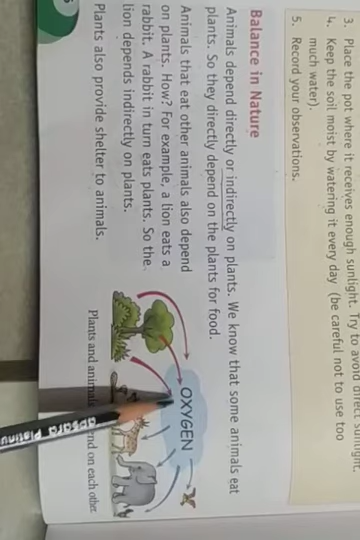 3. Place the pot where it receives enough sunlight. Try to avoid direct sunlight.
4. Keep the soil moist by watering it every day (be careful not to use too
much water).
5. Record your observations.
Balance in Nature
Animals depend directly or indirectly on plants. We know that some animals eat
plants. So they directly depend on the plants for food.
Animals that eat other animals also depend
on plants. How? For example, a lion eats a
rabbit. A rabbit in turn eats plants. So the
lion depends indirectly on plants.
Plants also provide shelter to animals.
OXYGEN
Plants and animals on each other
apsara Platinum